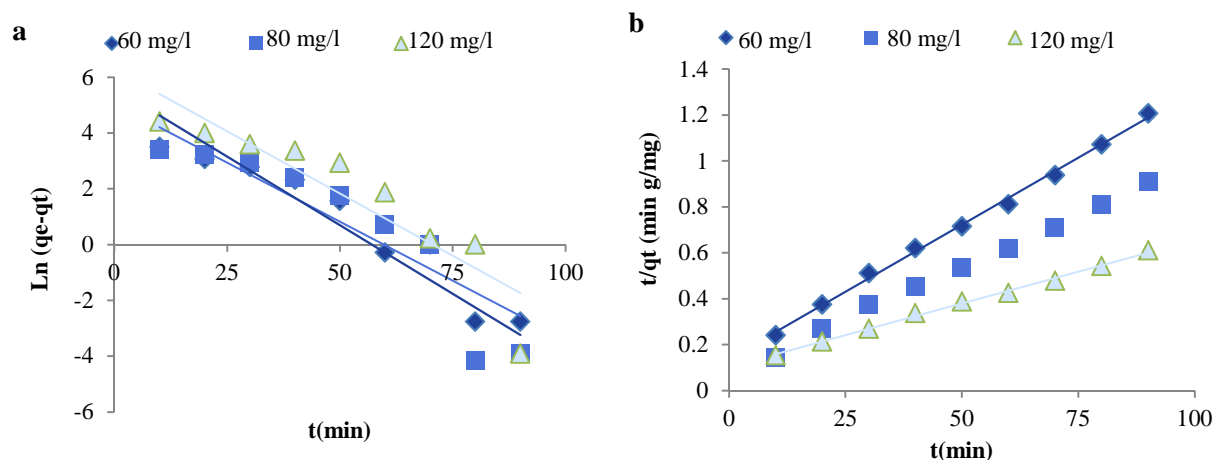 a
60 mg/l 80 mg/l 120 mg/l
6
4
2
0
-2
-4
-6
0 25 50 75 100
Ln (qe-qt)
t(min)
b
60 mg/l 80 mg/l 120 mg/l
1.4
1.2
1
0.8
0.6
0.4
0.2
0
0 25 50 75 100
t/qt (min g/mg)
t(min)